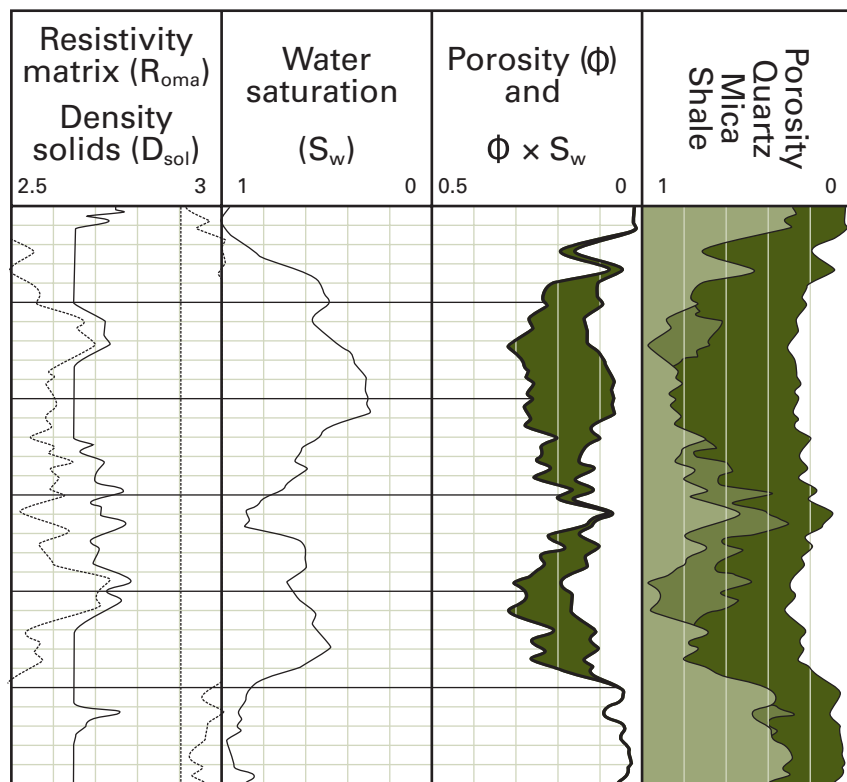 Resistivity
matrix (Roma)
Density
solids (Dsol)
2.5 3
Water
saturation
(Sw)
1 0
Porosity (ϕ)
and
ϕ × Sw
0.5 0
Porosity
Quartz
Mica
Shale
1 0